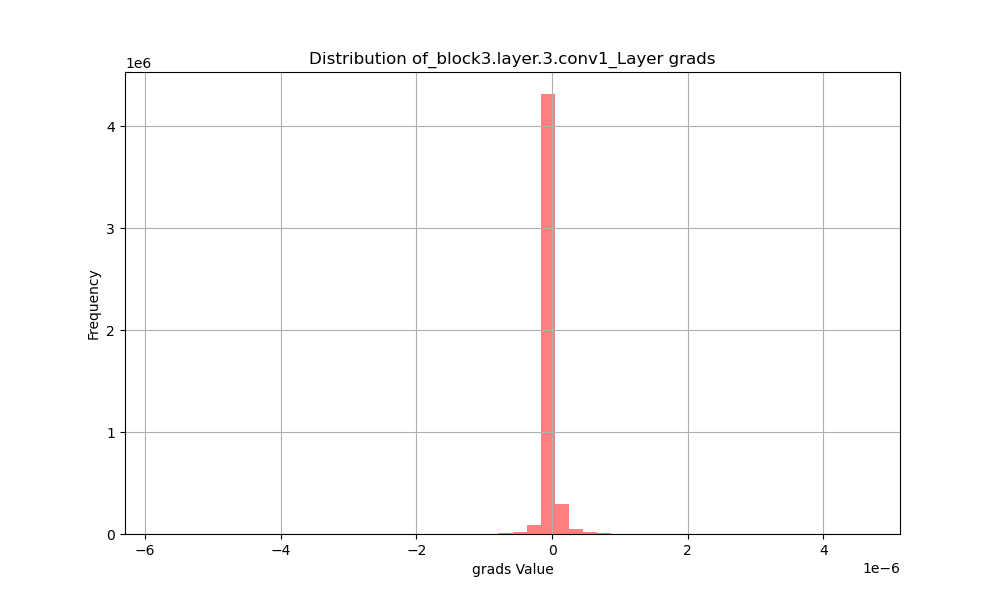 Distribution of_block3.layer.3.conv1_Layer grads
1e6
4
3
2
1
0
Frequency
−6 −4 −2 0 2 4
1e−6
grads Value